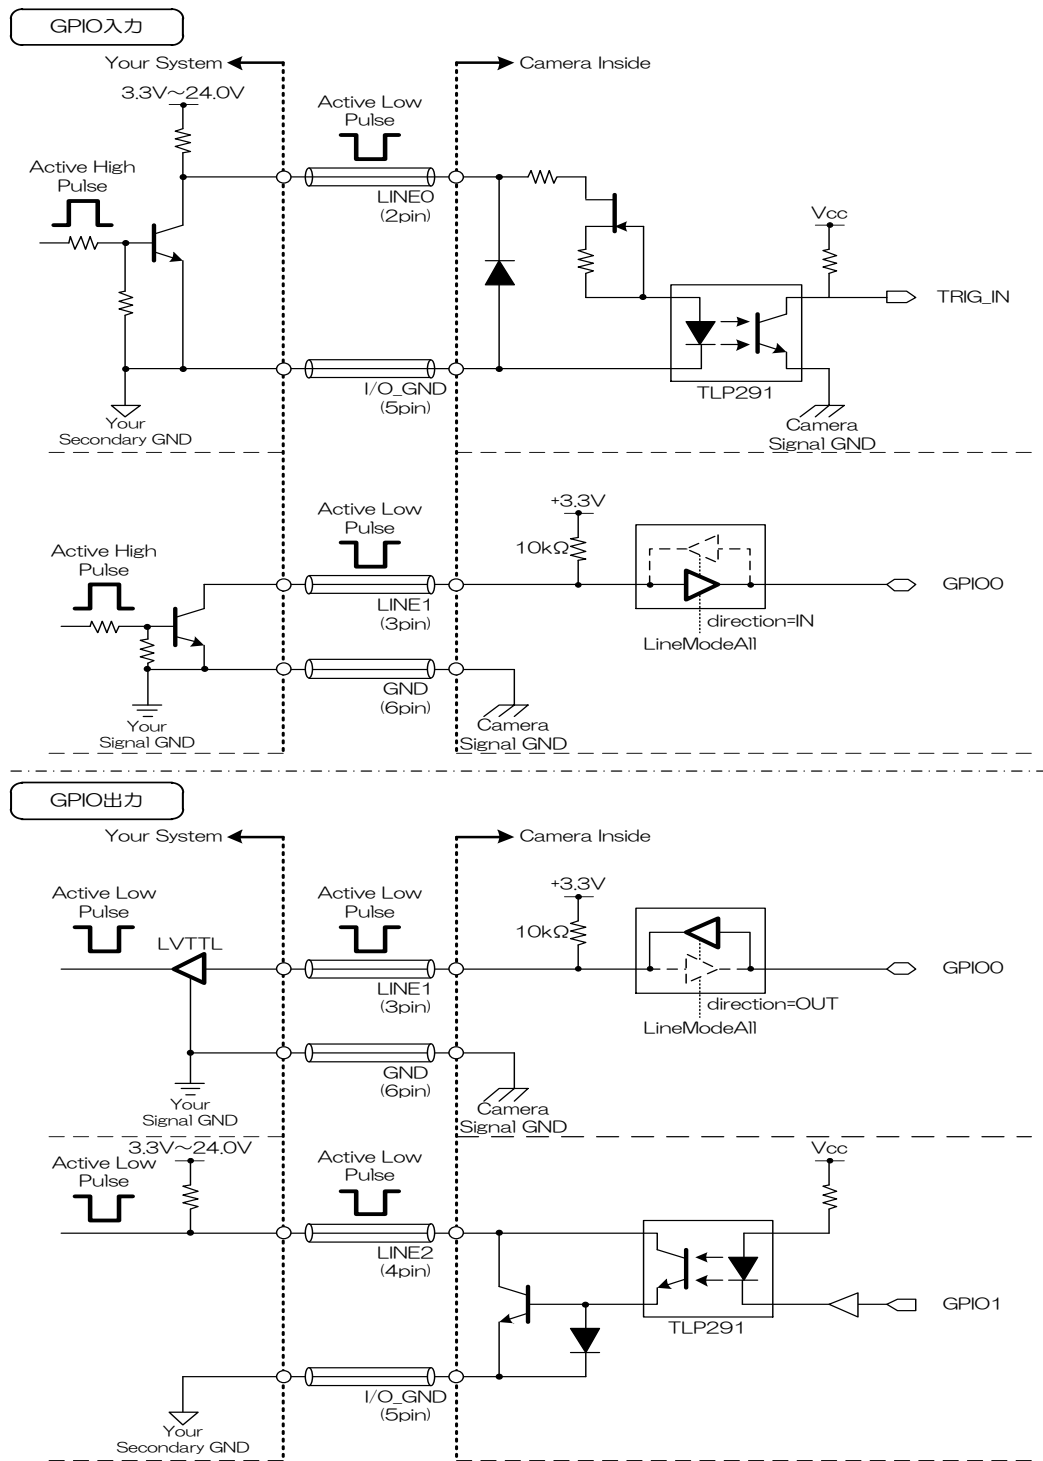 GPIO入力
Your System
Camera Inside
3.3V～24.0V
Active Low
Pulse
Active High
Pulse
LINE0
(2pin)
Vcc
TRIG_IN
I/O_GND
(5pin)
TLP291
Your
Secondary GND
Camera
Signal GND
Active Low
Pulse
+3.3V
10kΩ
Active High
Pulse
LINE1
(3pin)
GPIO0
direction=IN
LineModeAll
GND
(6pin)
Your
Signal GND
Camera
Signal GND
GPIO出力
Your System
Camera Inside
Active Low
Pulse
Active Low
Pulse
+3.3V
10kΩ
LVTTL
LINE1
(3pin)
GPIO0
direction=OUT
LineModeAll
GND
(6pin)
Your
Signal GND
Camera
Signal GND
3.3V～24.0V
Active Low
Pulse
Active Low
Pulse
Vcc
LINE2
(4pin)
GPIO1
TLP291
I/O_GND
(5pin)
Your
Secondary GND